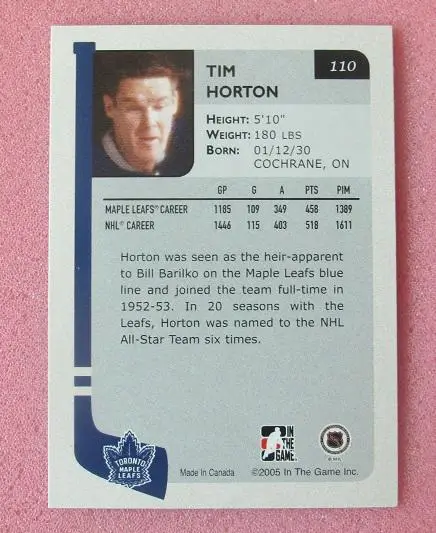 110
TIM
HORTON
HEIGHT: 5'10"
WEIGHT: 180 LBS
BORN: 01/12/30
COCHRANE, ON
GP G A PTS PIM
MAPLE LEAFS® CAREER 1185 109 349 458 1389
NHL® CAREER 1446 115 403 518 1611
Horton was seen as the heir-apparent
to Bill Barilko on the Maple Leafs blue
line and joined the team full-time in
1952-53. In 20 seasons with the
Leafs, Horton was named to the NHL
All-Star Team six times.
TORONTO
MAPLE
LEAFS
IN
THE
GAME
NHL
© NHL
Made In Canada ©2005 In The Game Inc.